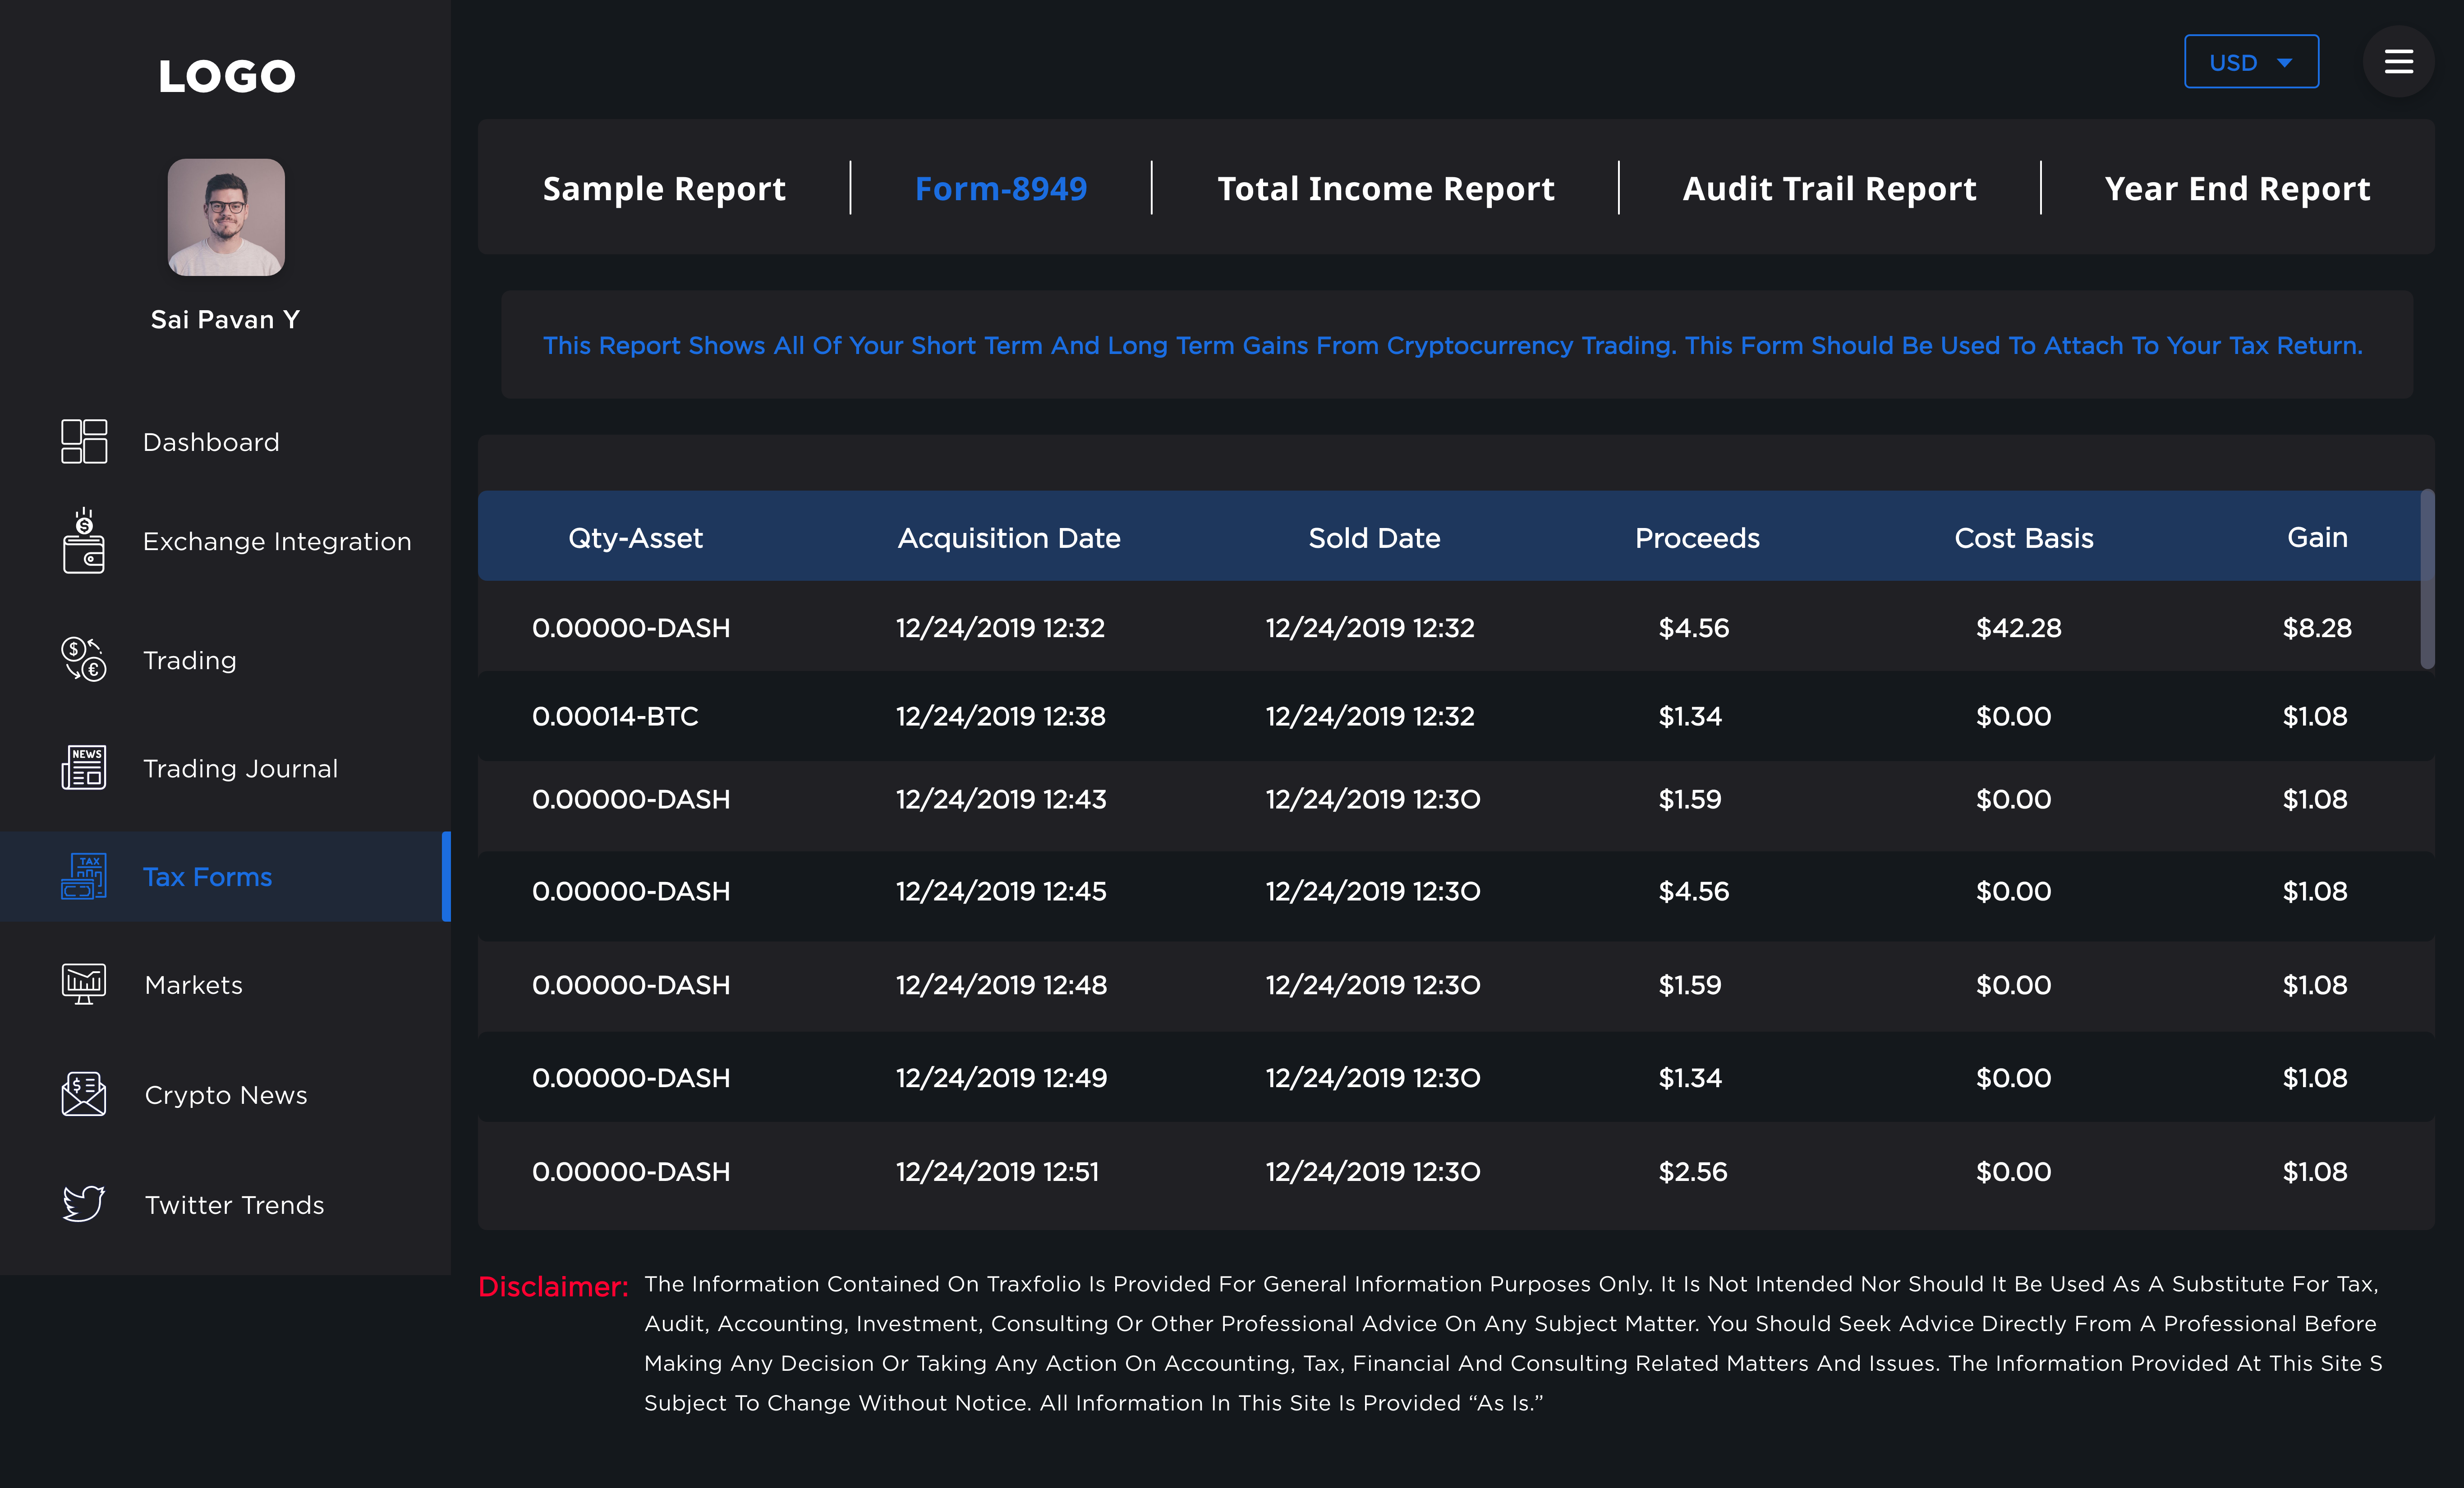 LOGO
USD
Sai Pavan Y
Dashboard
Exchange Integration
Trading
NEWS
Trading Journal
TAX
Tax Forms
Markets
Crypto News
Twitter Trends
Sample Report Form-8949 Total Income Report Audit Trail Report Year End Report
This Report Shows All Of Your Short Term And Long Term Gains From Cryptocurrency Trading. This Form Should Be Used To Attach To Your Tax Return.
Qty-Asset Acquisition Date Sold Date Proceeds Cost Basis Gain
0.00000-DASH 12/24/2019 12:32 12/24/2019 12:32 $4.56 $42.28 $8.28
0.00014-BTC 12/24/2019 12:38 12/24/2019 12:32 $1.34 $0.00 $1.08
0.00000-DASH 12/24/2019 12:43 12/24/2019 12:3O $1.59 $0.00 $1.08
0.00000-DASH 12/24/2019 12:45 12/24/2019 12:3O $4.56 $0.00 $1.08
0.00000-DASH 12/24/2019 12:48 12/24/2019 12:3O $1.59 $0.00 $1.08
0.00000-DASH 12/24/2019 12:49 12/24/2019 12:3O $1.34 $0.00 $1.08
0.00000-DASH 12/24/2019 12:51 12/24/2019 12:3O $2.56 $0.00 $1.08
Disclaimer: The Information Contained On Traxfolio Is Provided For General Information Purposes Only. It Is Not Intended Nor Should It Be Used As A Substitute For Tax,
Audit, Accounting, Investment, Consulting Or Other Professional Advice On Any Subject Matter. You Should Seek Advice Directly From A Professional Before
Making Any Decision Or Taking Any Action On Accounting, Tax, Financial And Consulting Related Matters And Issues. The Information Provided At This Site S
Subject To Change Without Notice. All Information In This Site Is Provided “As Is.”